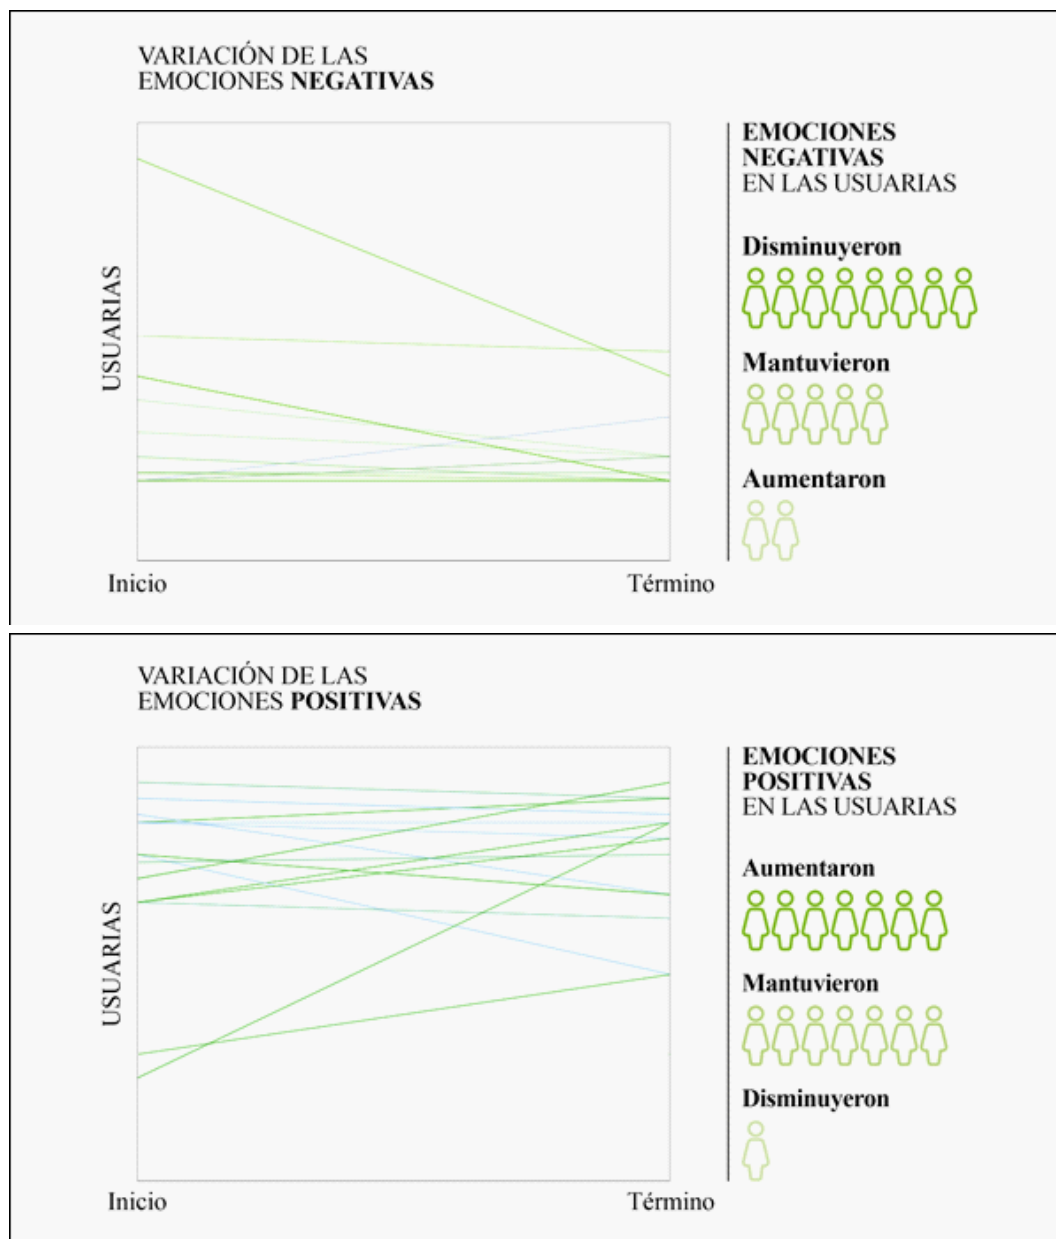 VARIACIÓN DE LAS
EMOCIONES NEGATIVAS
USUARIAS
Inicio
Término
EMOCIONES
NEGATIVAS
EN LAS USUARIAS
Disminuyeron
Mantuvieron
Aumentaron
VARIACIÓN DE LAS
EMOCIONES POSITIVAS
USUARIAS
Inicio
Término
EMOCIONES
POSITIVAS
EN LAS USUARIAS
Aumentaron
Mantuvieron
Disminuyeron